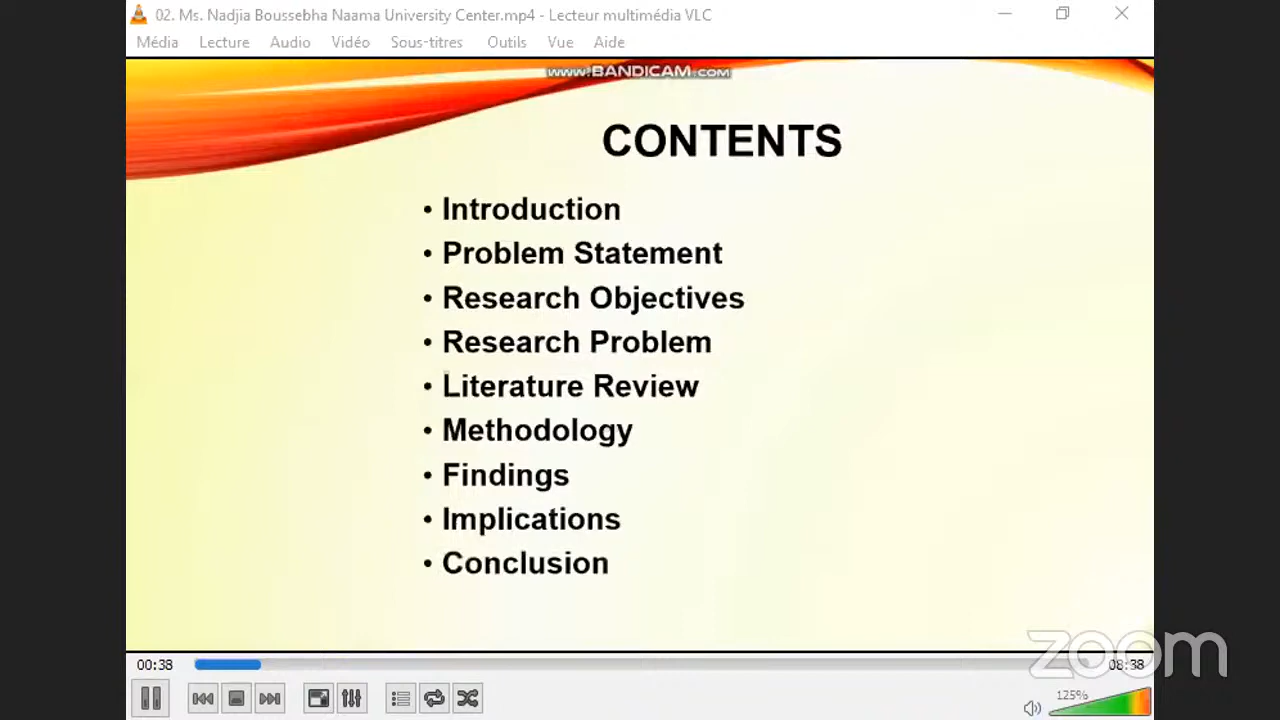 02. Ms. Nadjia Boussebha Naama University Center.mp4 - Lecteur multimédia VLC
Média Lecture Audio Vidéo Sous-titres Outils Vue Aide
www.BANDICAM.com
CONTENTS
• Introduction
• Problem Statement
• Research Objectives
• Research Problem
• Literature Review
• Methodology
• Findings
• Implications
• Conclusion
zoom
00:38 08:38
125%